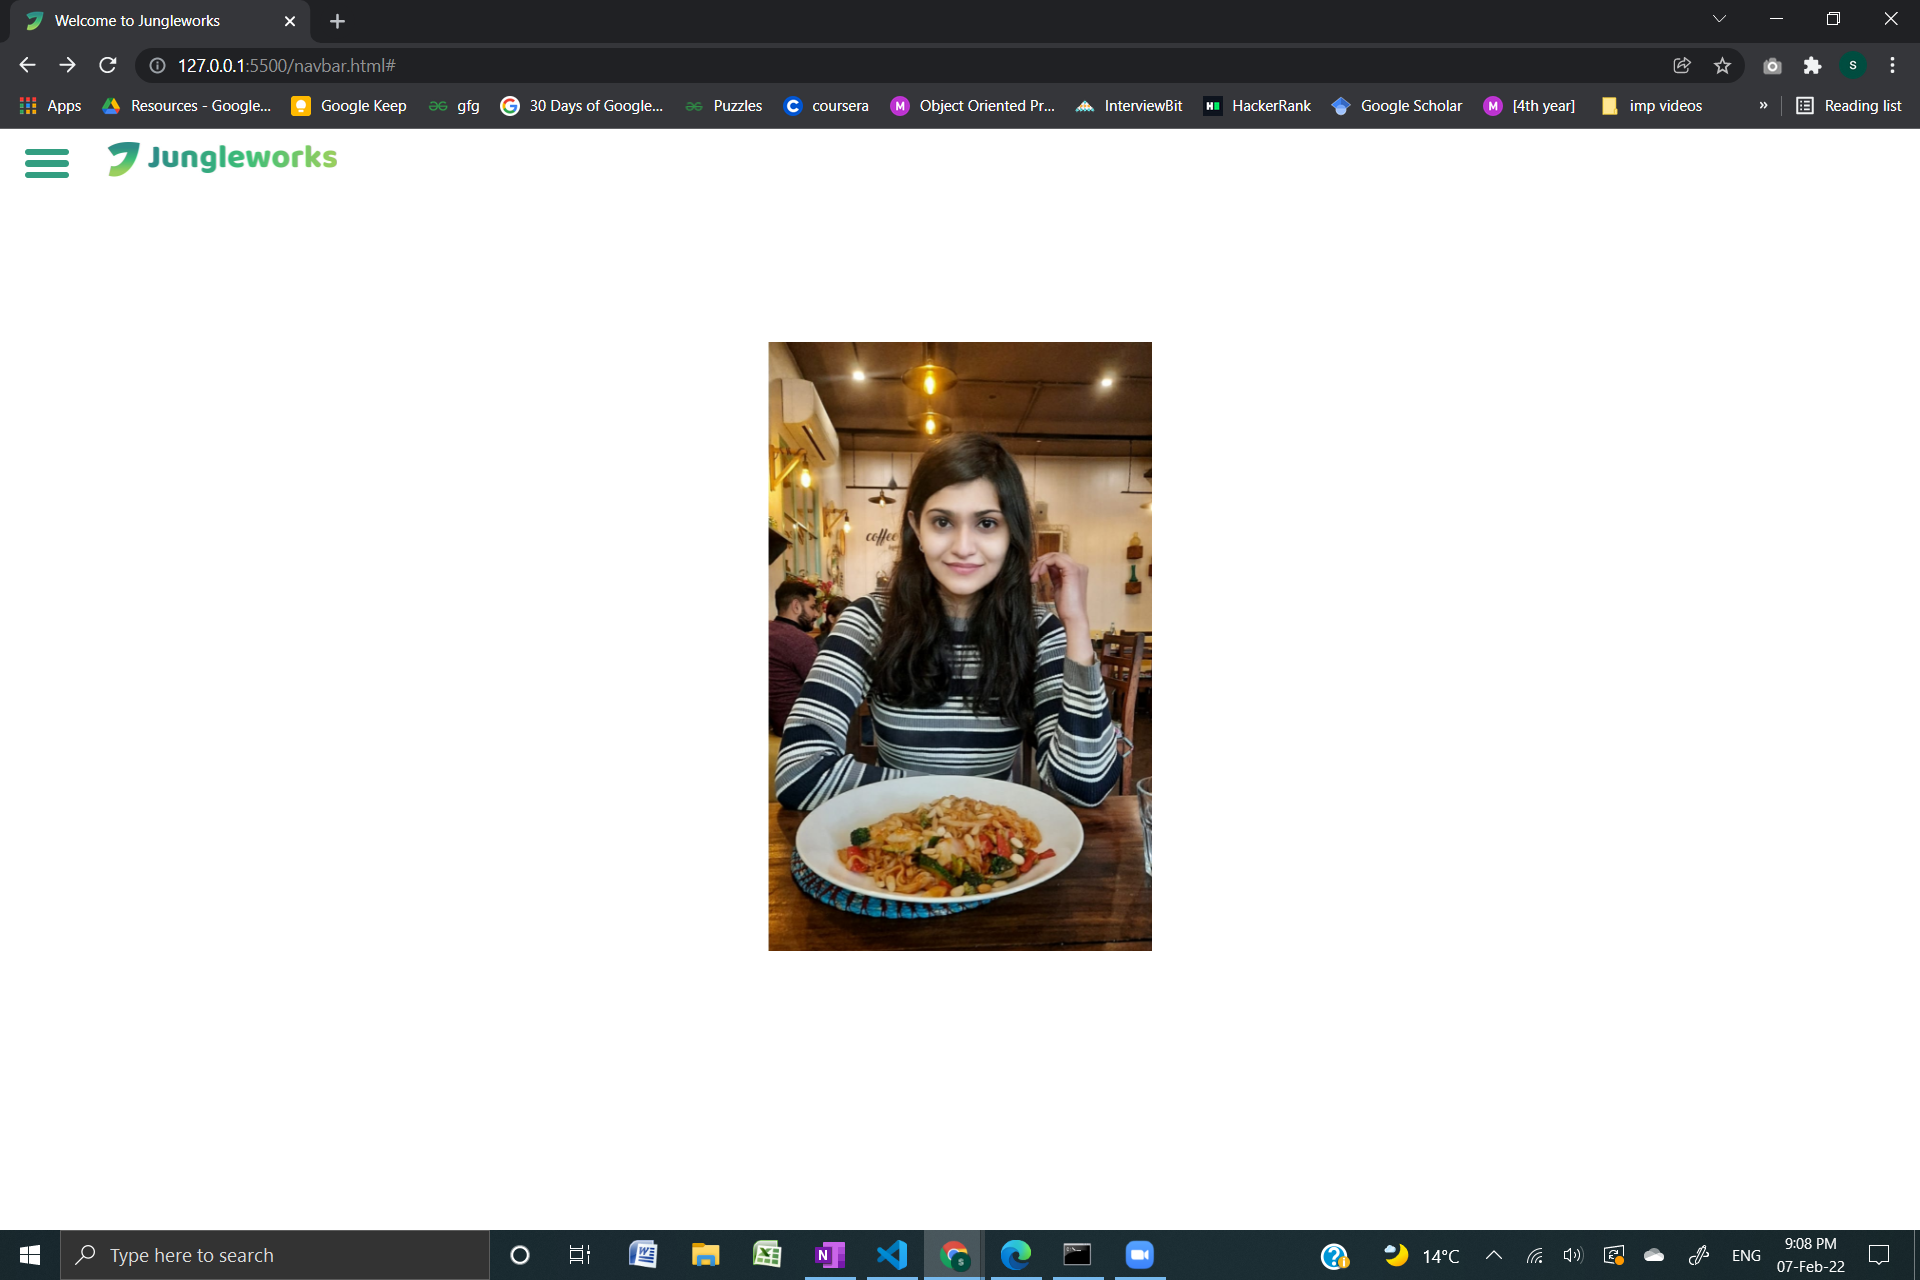 Welcome to Jungleworks
127.0.0.1:5500/navbar.html#
Apps Resources - Google... Google Keep gfg 30 Days of Google... Puzzles coursera Object Oriented Pr... InterviewBit HackerRank Google Scholar [4th year] imp videos » Reading list
Jungleworks
coffee
Type here to search
14°C ENG 9:08 PM
07-Feb-22